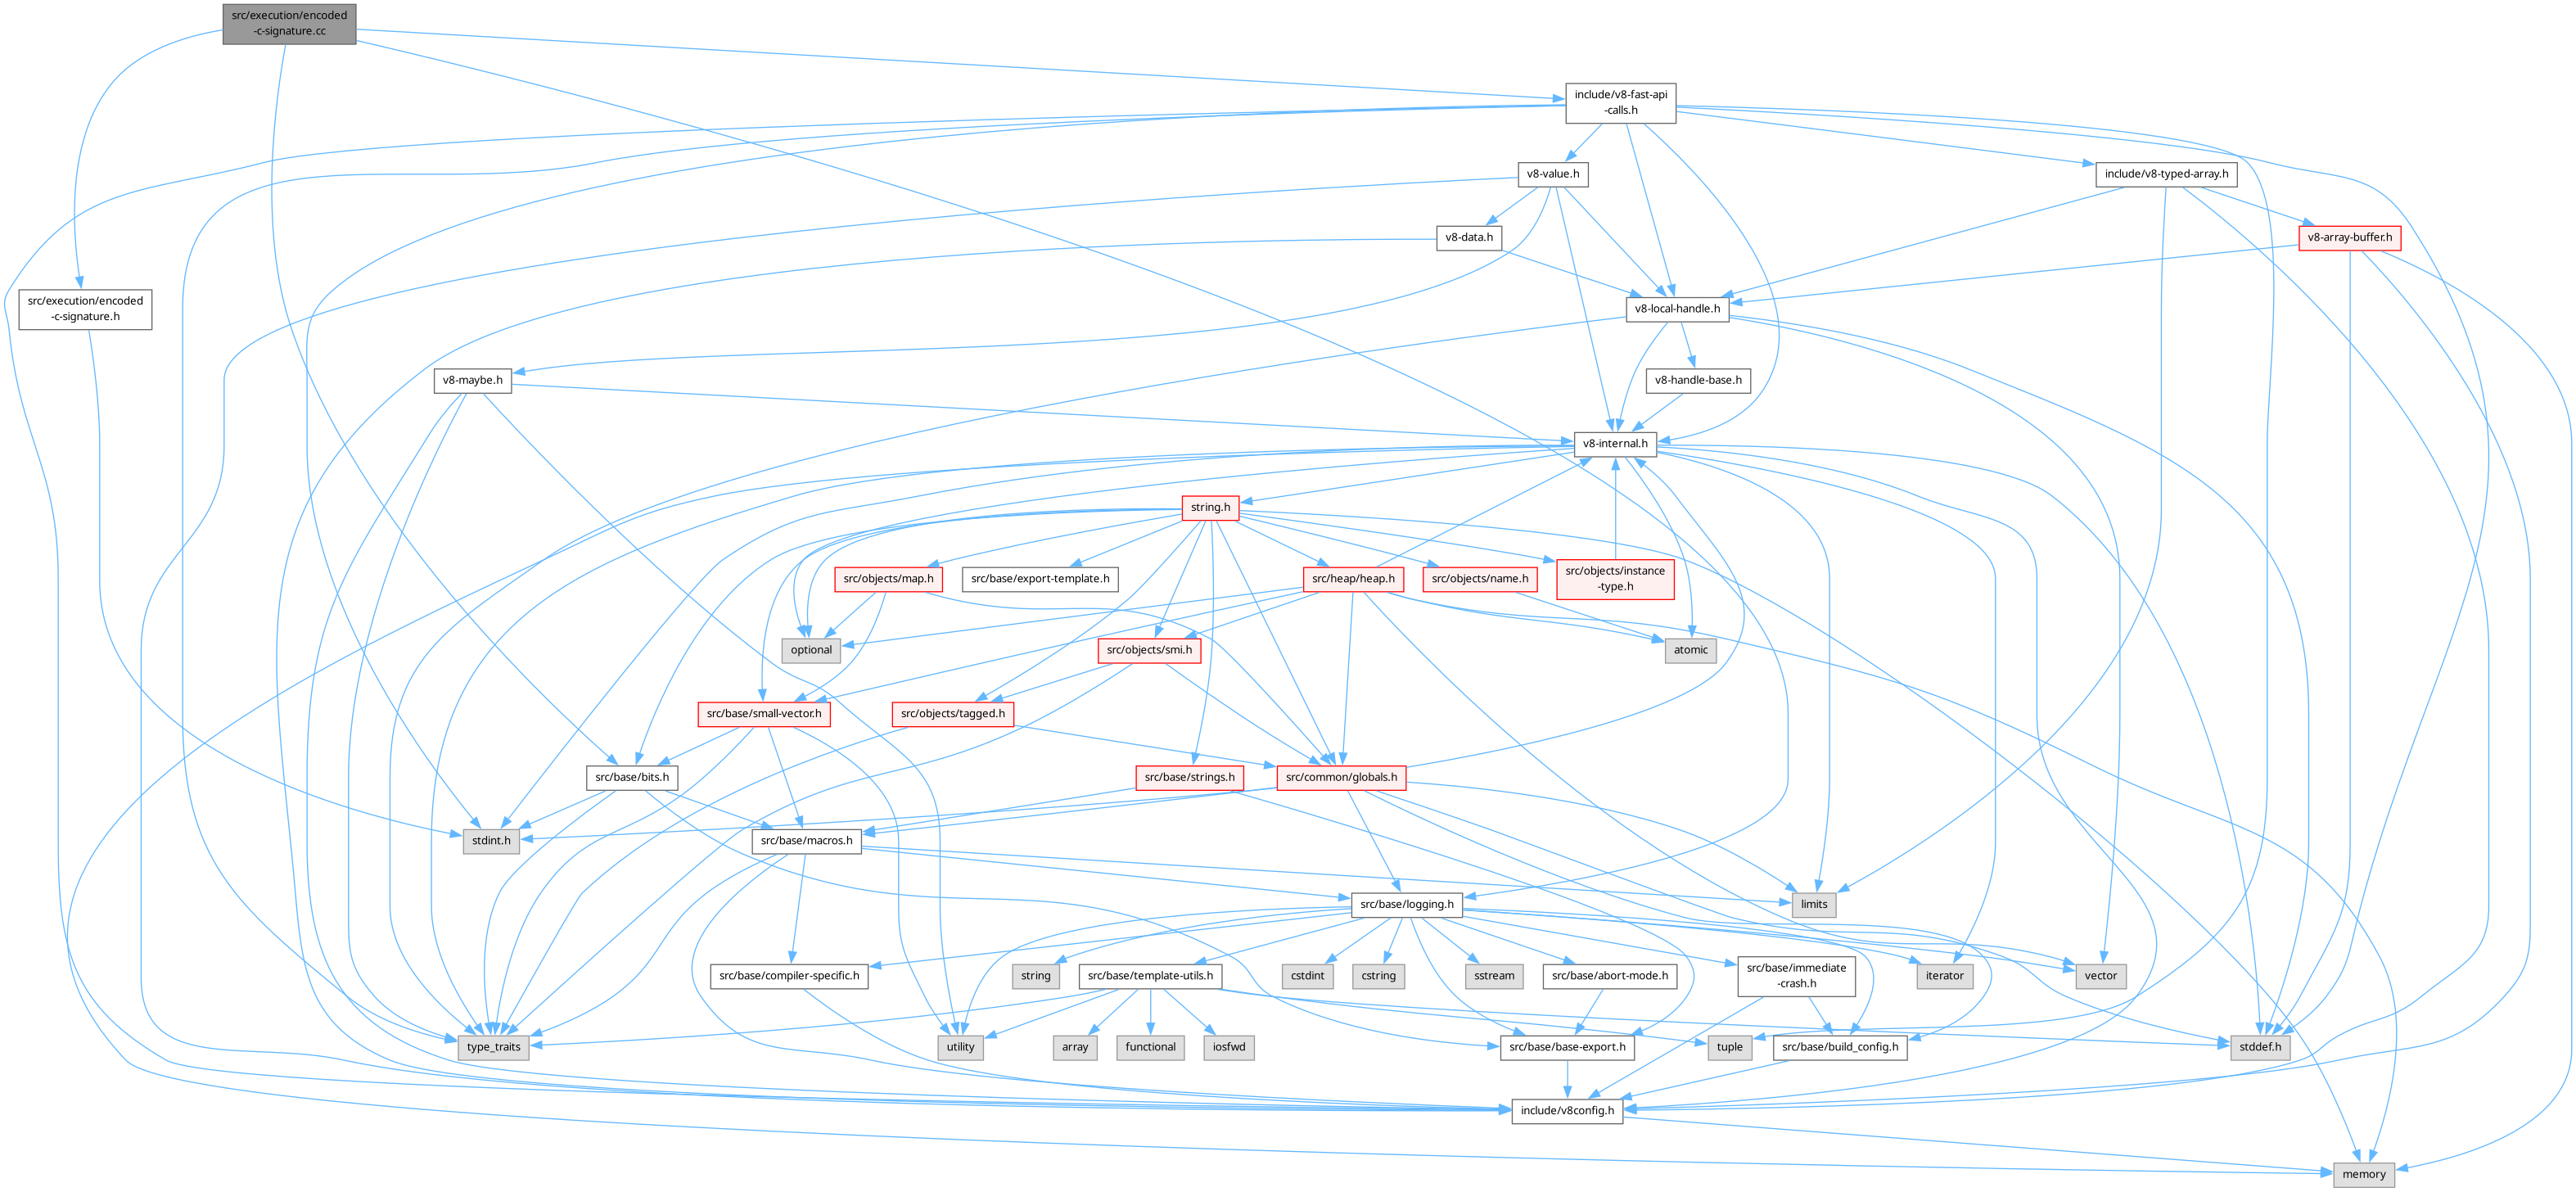 src/execution/encoded
-c-signature.cc
include/v8-fast-api
-calls.h
v8-value.h
include/v8-typed-array.h
v8-data.h
v8-array-buffer.h
src/execution/encoded
-c-signature.h
v8-local-handle.h
v8-maybe.h
v8-handle-base.h
v8-internal.h
string.h
src/objects/map.h
src/base/export-template.h
src/heap/heap.h
src/objects/name.h
src/objects/instance
-type.h
optional
src/objects/smi.h
atomic
src/base/small-vector.h
src/objects/tagged.h
src/base/bits.h
src/base/strings.h
src/common/globals.h
stdint.h
src/base/macros.h
src/base/logging.h
limits
src/base/compiler-specific.h
string
src/base/template-utils.h
cstdint
cstring
sstream
src/base/abort-mode.h
src/base/immediate
-crash.h
iterator
vector
type_traits
utility
array
functional
iosfwd
src/base/base-export.h
tuple
src/base/build_config.h
stddef.h
include/v8config.h
memory